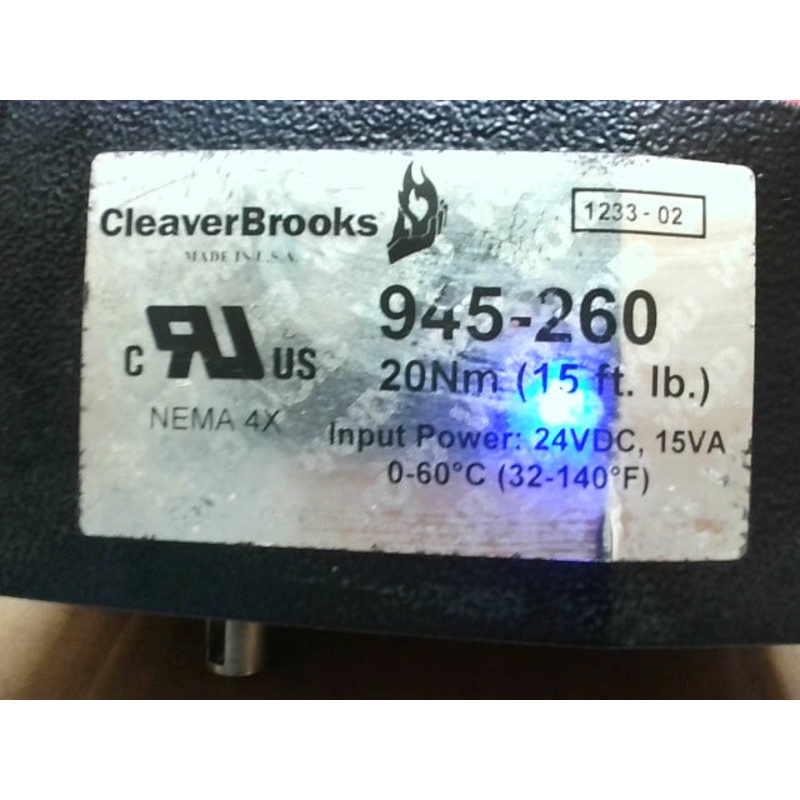 CleaverBrooks
MADE IN U.S.A.
1233-02
945-260
20Nm (15 ft. lb.)
C RU US
NEMA 4X
Input Power: 24VDC, 15VA
0-60°C (32-140°F)